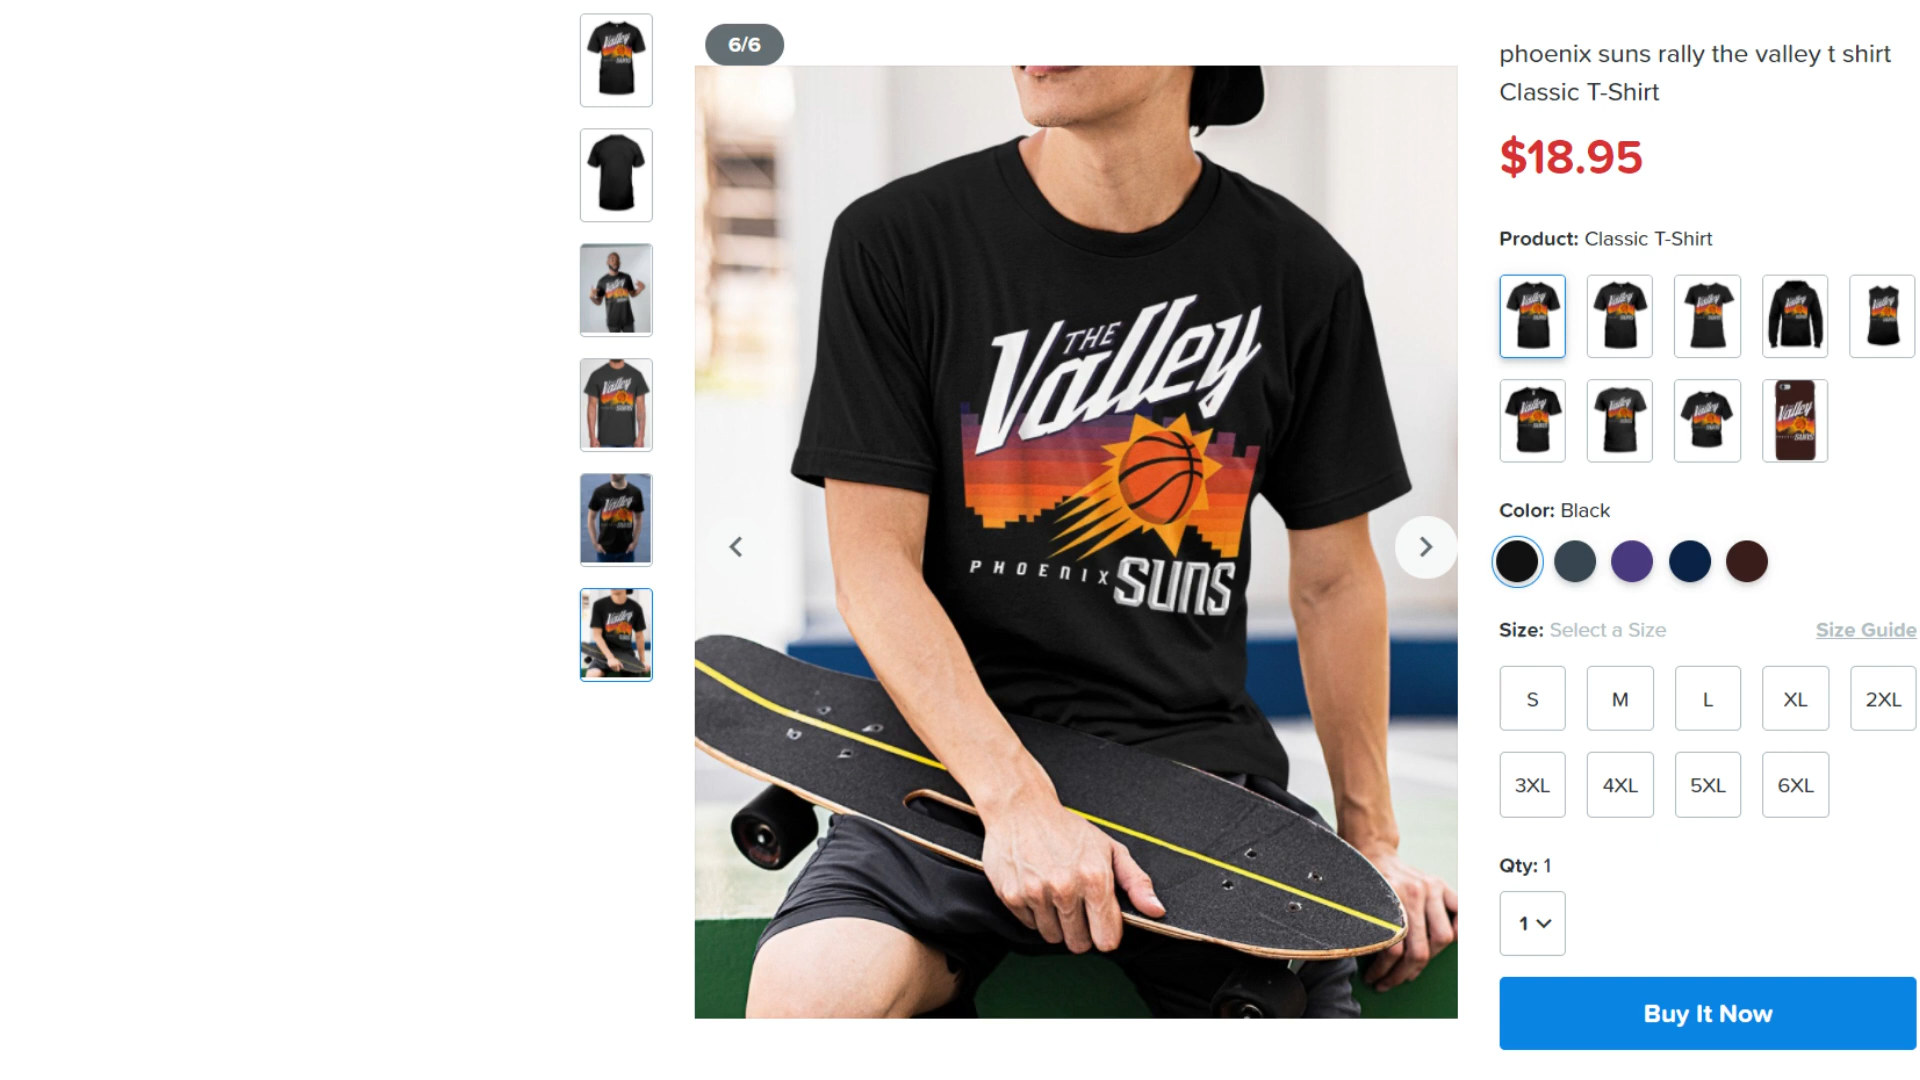 6/6
THE
Valley
PHOENIX
SUNS
phoenix suns rally the valley t shirt
Classic T-Shirt
$18.95
Product: Classic T-Shirt
Color: Black
Size: Select a Size
Size Guide
S
M
L
XL
2XL
3XL
4XL
5XL
6XL
Qty: 1
1
Buy It Now